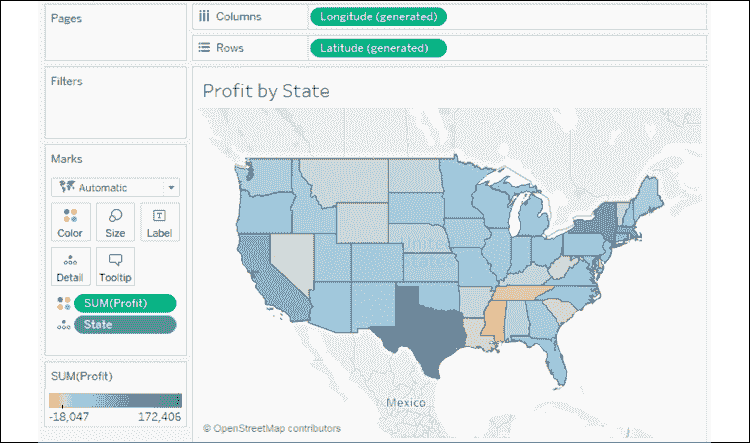 Pages
Columns
Longitude (generated)
Rows
Latitude (generated)
Filters
Profit by State
Marks
Automatic
Color
Size
Label
Detail
Tooltip
SUM(Profit)
State
SUM(Profit)
-18,047
172,406
United
Mexico
© OpenStreetMap contributors